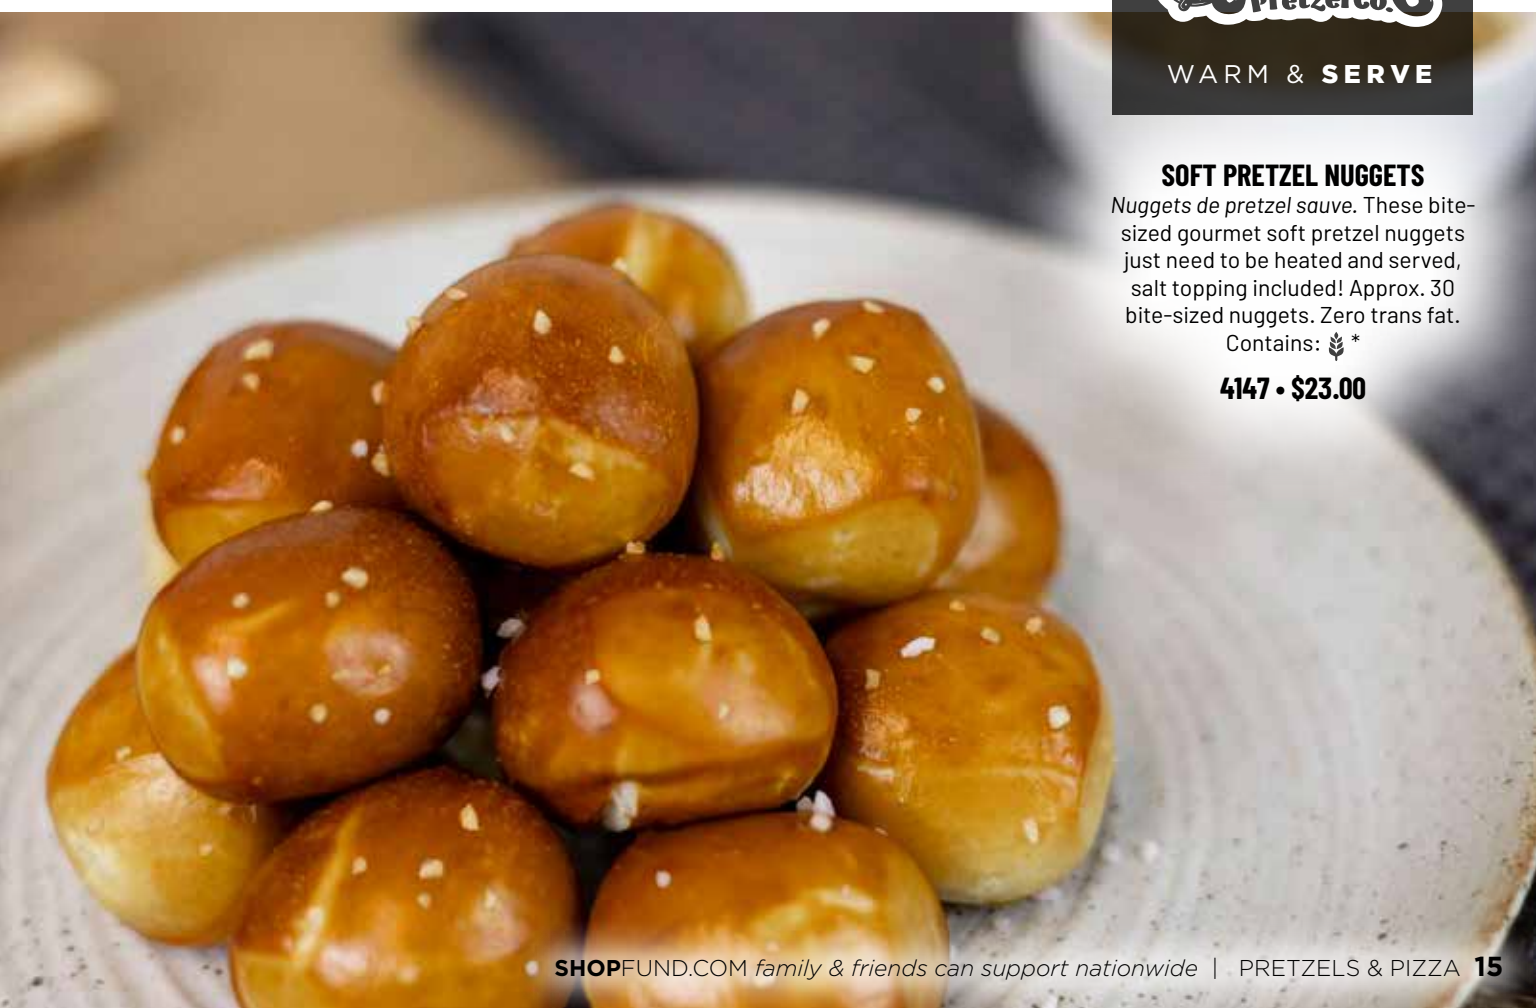 PretzelCo.
WARM & SERVE
SOFT PRETZEL NUGGETS
Nuggets de pretzel sauve. These bite-
sized gourmet soft pretzel nuggets
just need to be heated and served,
salt topping included! Approx. 30
bite-sized nuggets. Zero trans fat.
Contains: *
4147 • $23.00
SHOPFUND.COM family & friends can support nationwide | PRETZELS & PIZZA 15